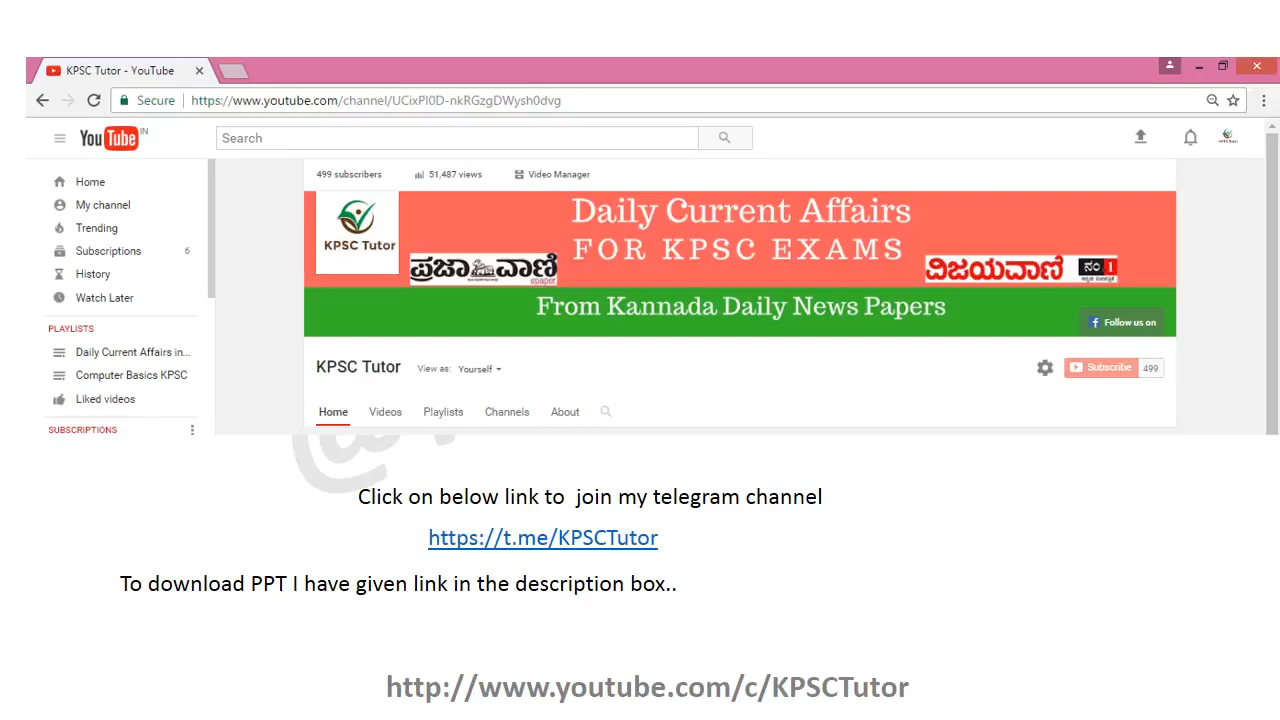 KPSC Tutor - YouTube
Secure https://www.youtube.com/channel/UCixPl0D-nkRGzgDWysh0dvg
YouTube IN
Search
Home
My channel
Trending
Subscriptions 6
History
Watch Later
PLAYLISTS
Daily Current Affairs in...
Computer Basics KPSC
Liked videos
SUBSCRIPTIONS
499 subscribers 51,487 views Video Manager
KPSC Tutor
Daily Current Affairs
FOR KPSC EXAMS
ಪ್ರಜಾವಾಣಿ
epaper
ವಿಜಯವಾಣಿ ನಂ 1
From Kannada Daily News Papers
Follow us on
KPSC Tutor View as: Yourself
Subscribe 499
Home Videos Playlists Channels About
Click on below link to join my telegram channel
https://t.me/KPSCTutor
To download PPT I have given link in the description box..
http://www.youtube.com/c/KPSCTutor